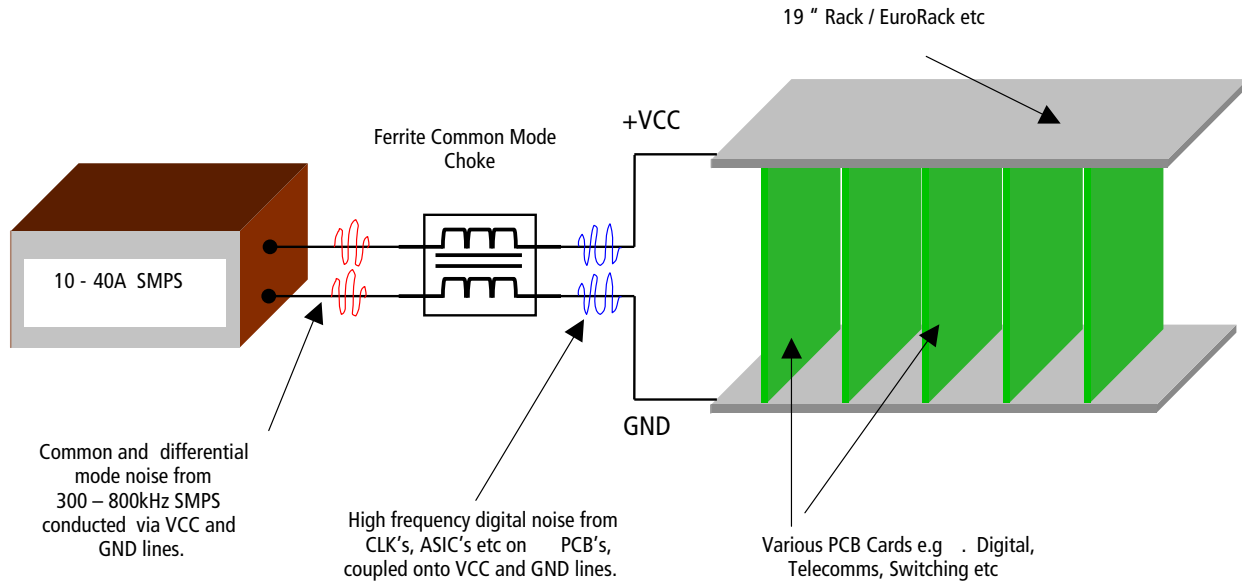 19 " Rack / EuroRack etc
+VCC
Ferrite Common Mode
Choke
10 - 40A SMPS
GND
Common and differential
mode noise from
300 – 800kHz SMPS
conducted via VCC and
GND lines.
High frequency digital noise from
CLK's, ASIC's etc on PCB's,
coupled onto VCC and GND lines.
Various PCB Cards e.g . Digital,
Telecomms, Switching etc